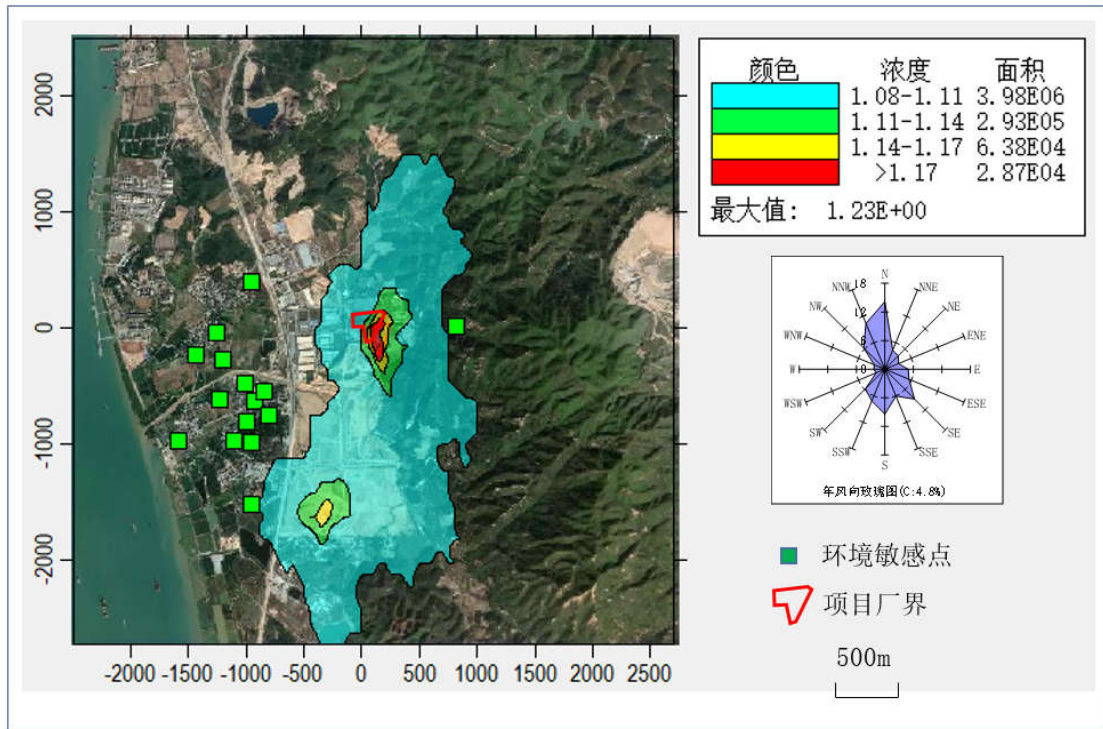 颜色 浓度 面积
1.08-1.11 3.98E06
1.11-1.14 2.93E05
1.14-1.17 6.38E04
>1.17 2.87E04
最大值: 1.23E+00
2000
1000
0
-1000
-2000
-2000 -1500 -1000 -500 0 500 1000 1500 2000 2500
N
NNE
NE
ENE
E
ESE
SE
SSE
S
SSW
SW
WSW
W
WNW
NW
NNW
18
12
6
0
年风向玫瑰图(C:4.8%)
环境敏感点
项目厂界
500m